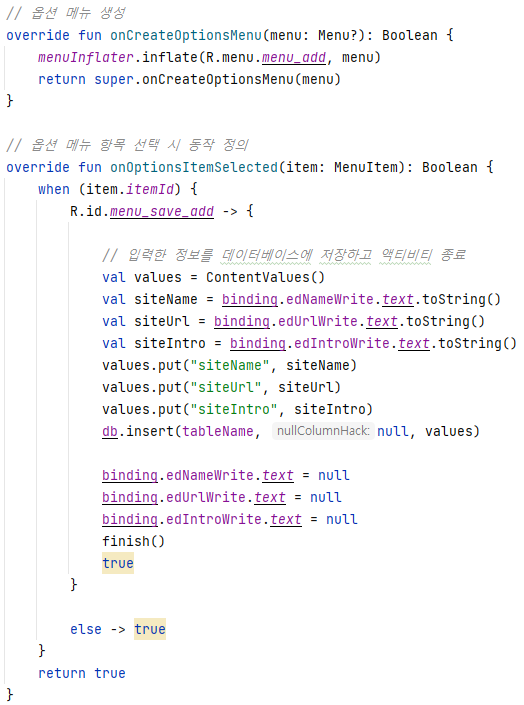 // 옵션 메뉴 생성
override fun onCreateOptionsMenu(menu: Menu?): Boolean {
    menuInflater.inflate(R.menu.menu_add, menu)
    return super.onCreateOptionsMenu(menu)
}

// 옵션 메뉴 항목 선택 시 동작 정의
override fun onOptionsItemSelected(item: MenuItem): Boolean {
    when (item.itemId) {
        R.id.menu_save_add -> {

            // 입력한 정보를 데이터베이스에 저장하고 액티비티 종료
            val values = ContentValues()
            val siteName = binding.edNameWrite.text.toString()
            val siteUrl = binding.edUrlWrite.text.toString()
            val siteIntro = binding.edIntroWrite.text.toString()
            values.put("siteName", siteName)
            values.put("siteUrl", siteUrl)
            values.put("siteIntro", siteIntro)
            db.insert(tableName, nullColumnHack: null, values)

            binding.edNameWrite.text = null
            binding.edUrlWrite.text = null
            binding.edIntroWrite.text = null
            finish()
            true
        }

        else -> true
    }
    return true
}